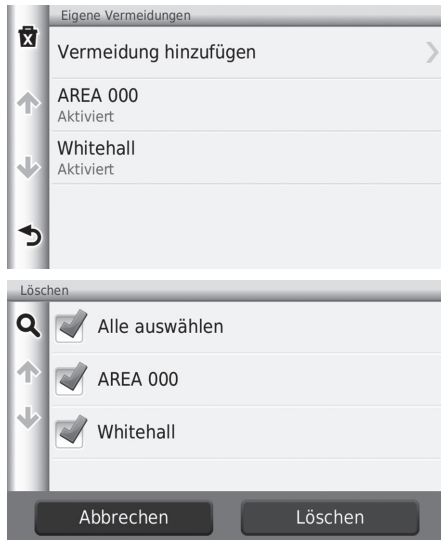 Eigene Vermeidungen
Vermeidung hinzufügen
AREA 000
Aktiviert
Whitehall
Aktiviert
Löschen
Alle auswählen
AREA 000
Whitehall
Abbrechen Löschen